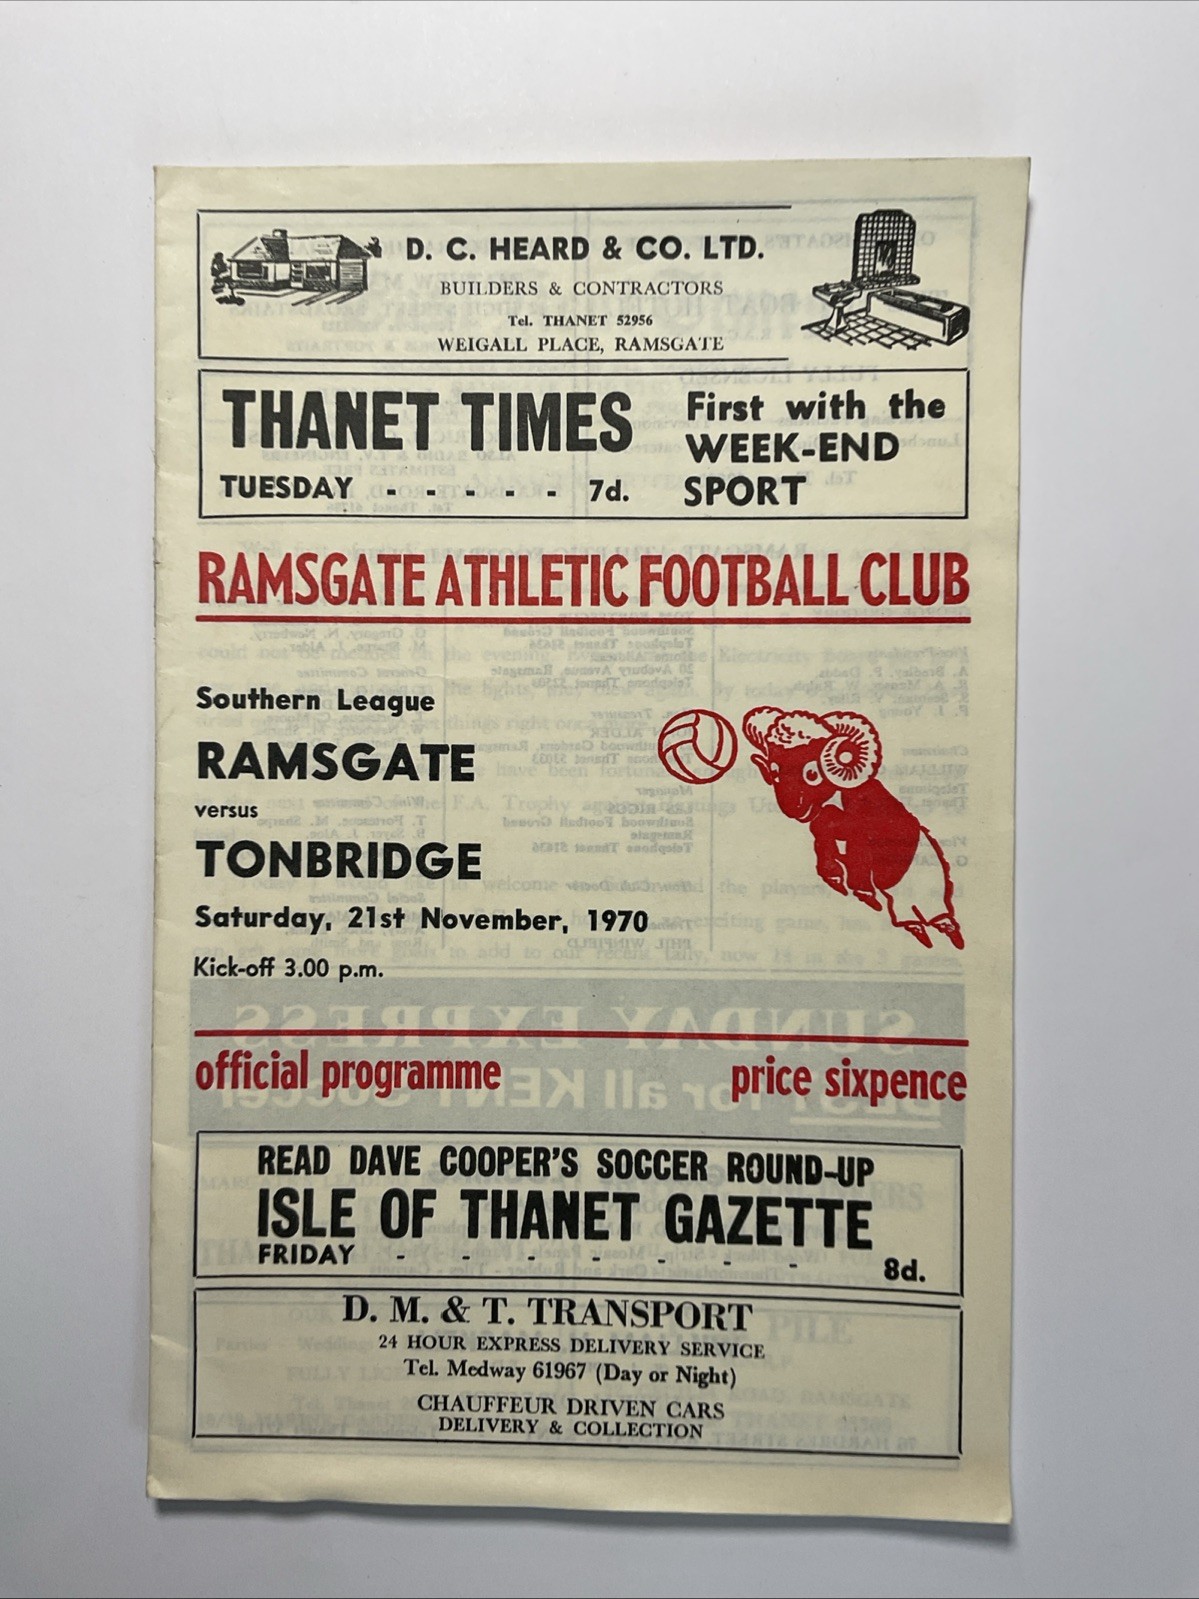 D. C. HEARD & CO. LTD.
BUILDERS & CONTRACTORS
Tel. THANET 52956
WEIGALL PLACE, RAMSGATE
THANET TIMES
TUESDAY - - - - - 7d.
First with the
WEEK-END
SPORT
RAMSGATE ATHLETIC FOOTBALL CLUB
Southern League
RAMSGATE
versus
TONBRIDGE
Saturday, 21st November, 1970
Kick-off 3.00 p.m.
official programme
price sixpence
READ DAVE COOPER'S SOCCER ROUND-UP
ISLE OF THANET GAZETTE
FRIDAY - - - - - - - 8d.
D. M. & T. TRANSPORT
24 HOUR EXPRESS DELIVERY SERVICE
Tel. Medway 61967 (Day or Night)
CHAUFFEUR DRIVEN CARS
DELIVERY & COLLECTION